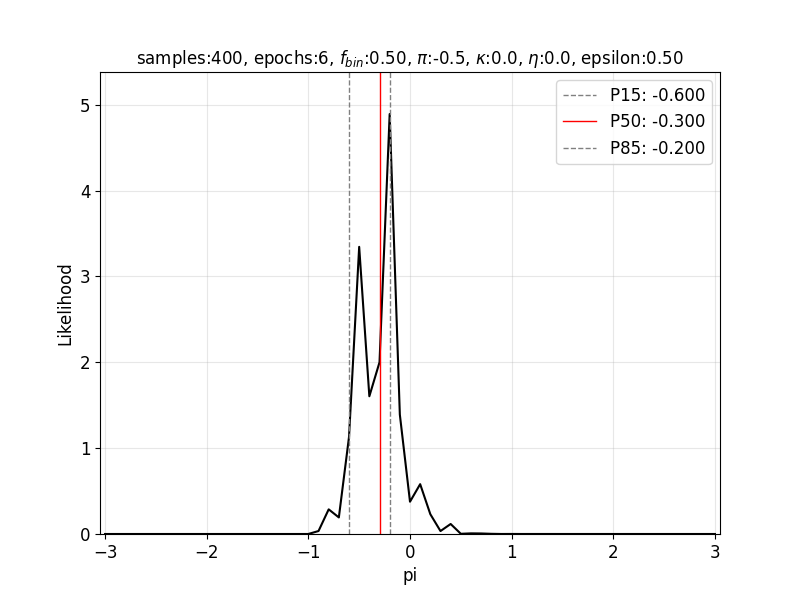 samples:400, epochs:6, f_bin:0.50, π:-0.5, κ:0.0, η:0.0, epsilon:0.50
P15: -0.600
P50: -0.300
P85: -0.200
5
4
3
2
1
0
Likelihood
−3 −2 −1 0 1 2 3
pi